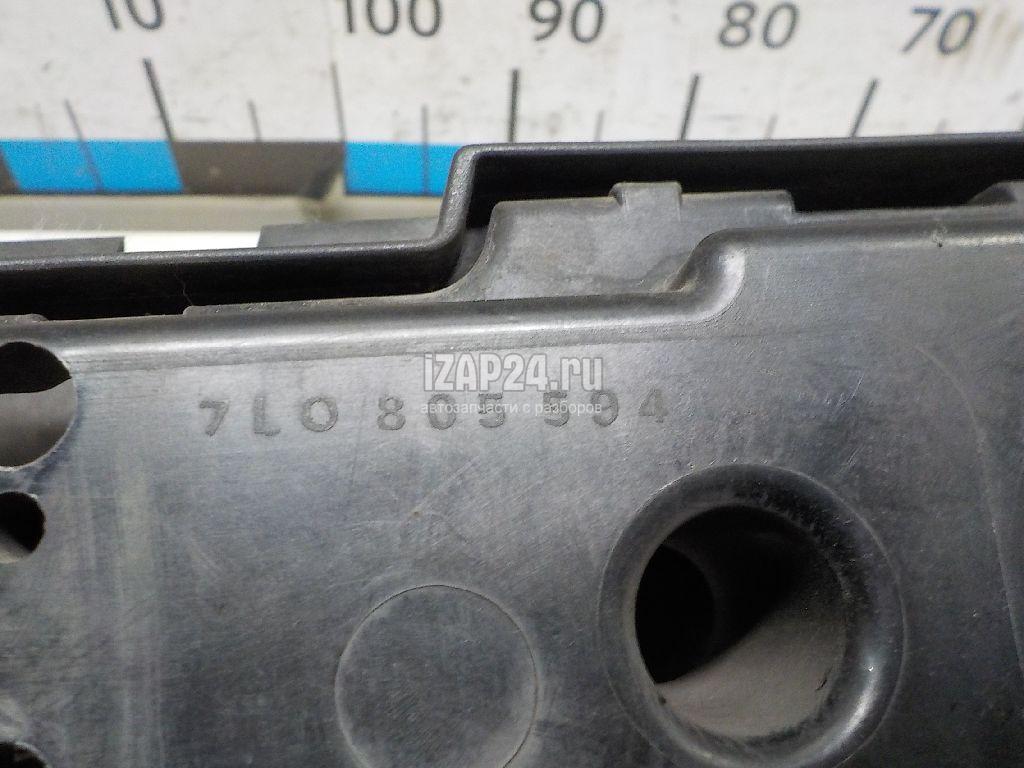 10 100 90 80 70
iZAP24.ru
автозапчасти с разборов
7L0 805 594